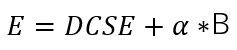 E = DCSE + α ∗ B